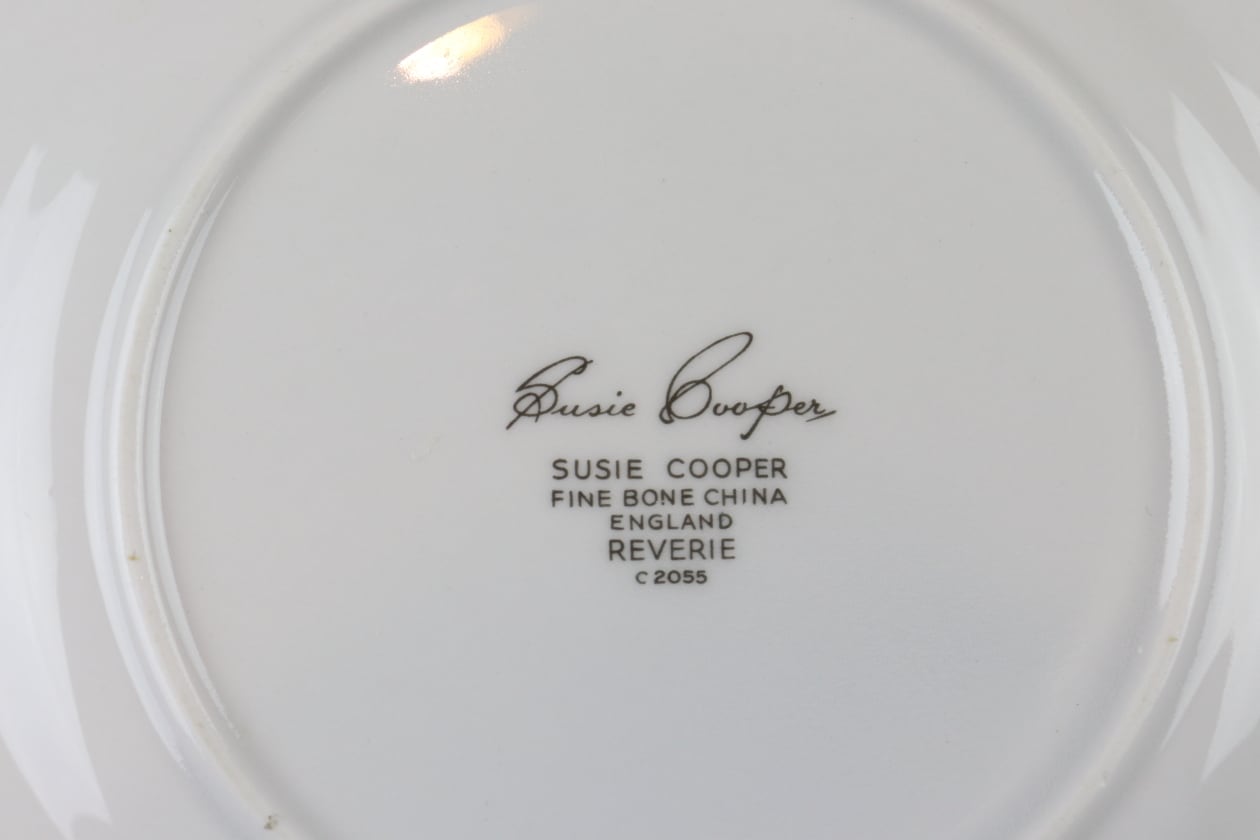 Susie Cooper
SUSIE COOPER
FINE BONE CHINA
ENGLAND
REVERIE
C 2055